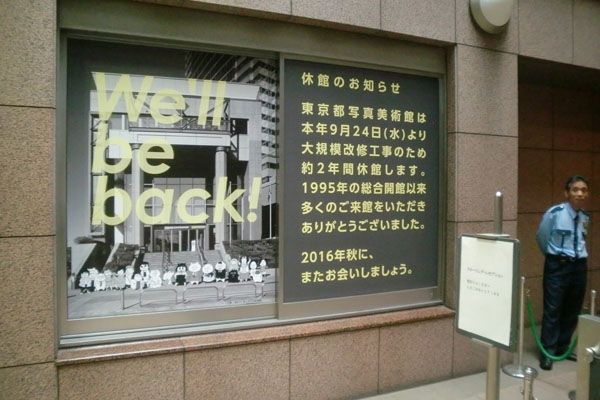 We'll
be
back!
休館のお知らせ
東京都写真美術館は
本年9月24日(水)より
大規模改修工事のため
約2年間休館します。
1995年の総合開館以来
多くのご来館をいただき
ありがとうございました。
2016年秋に、
またお会いしましょう。